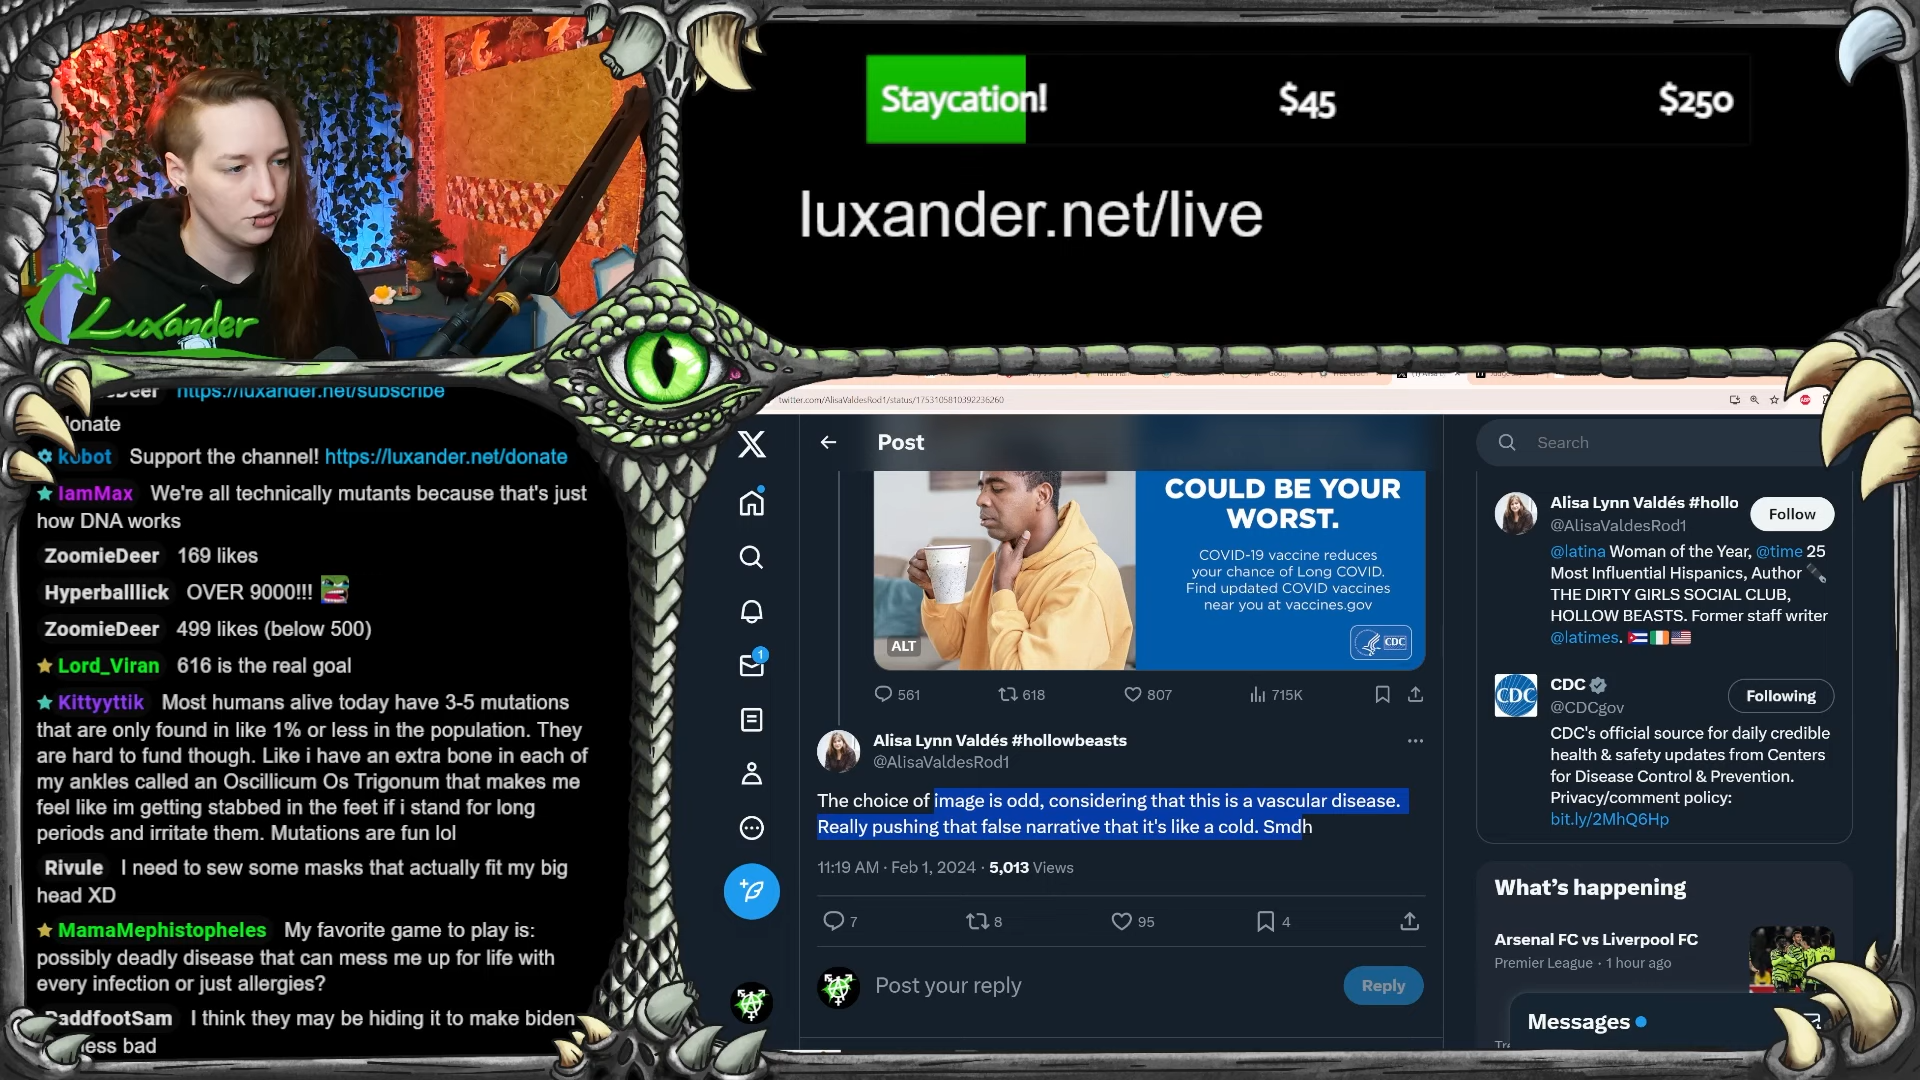 Staycation! $45 $250
luxander.net/live
Luxander
https://luxander.net/subscribe
donate
kobot Support the channel! https://luxander.net/donate
IamMax We're all technically mutants because that's just
how DNA works
ZoomieDeer 169 likes
Hyperballlick OVER 9000!!!
ZoomieDeer 499 likes (below 500)
Lord_Viran 616 is the real goal
Kittyyttik Most humans alive today have 3-5 mutations
that are only found in like 1% or less in the population. They
are hard to fund though. Like i have an extra bone in each of
my ankles called an Oscillicum Os Trigonum that makes me
feel like im getting stabbed in the feet if i stand for long
periods and irritate them. Mutations are fun lol
Rivule I need to sew some masks that actually fit my big
head XD
MamaMephistopheles My favorite game to play is:
possibly deadly disease that can mess me up for life with
every infection or just allergies?
addfootSam I think they may be hiding it to make biden
ess bad
twitter.com/AlisaValdesRod1/status/1753105810392236260
Post
COULD BE YOUR
WORST.
COVID-19 vaccine reduces
your chance of Long COVID.
Find updated COVID vaccines
near you at vaccines.gov
CDC
ALT
561 618 807 715K
Alisa Lynn Valdés #hollowbeasts
@AlisaValdesRod1
The choice of image is odd, considering that this is a vascular disease.
Really pushing that false narrative that it's like a cold. Smdh
11:19 AM · Feb 1, 2024 · 5,013 Views
7 8 95 4
Post your reply
Reply
1
Search
Alisa Lynn Valdés #hollo
Follow
@AlisaValdesRod1
@latina Woman of the Year, @time 25
Most Influential Hispanics, Author
THE DIRTY GIRLS SOCIAL CLUB,
HOLLOW BEASTS. Former staff writer
@latimes.
CDC
CDC
@CDCgov
Following
CDC's official source for daily credible
health & safety updates from Centers
for Disease Control & Prevention.
Privacy/comment policy:
bit.ly/2MhQ6Hp
What's happening
Arsenal FC vs Liverpool FC
Premier League · 1 hour ago
Messages